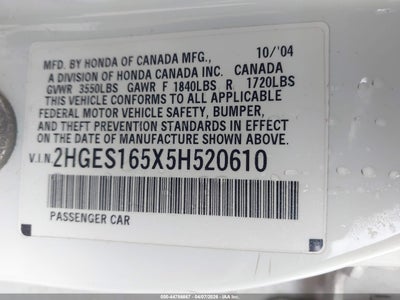 MFD. BY HONDA OF CANADA MFG., 10/'04
A DIVISION OF HONDA CANADA INC. CANADA
GVWR 3550LBS GAWR F 1840LBS R 1720LBS
THIS VEHICLE CONFORMS TO ALL APPLICABLE
FEDERAL MOTOR VEHICLE SAFETY, BUMPER,
AND THEFT PREVENTION STANDARDS IN EFFECT
ON THE DATE OF MANUFACTURE SHOWN ABOVE.
V.I.N. 2HGES165X5H520610
PASSENGER CAR